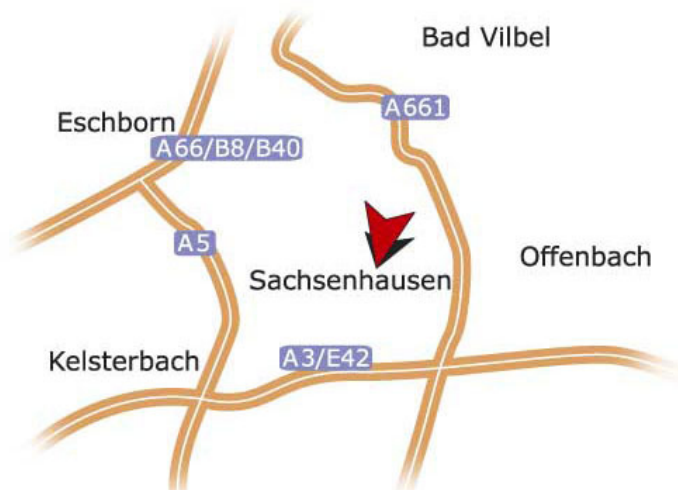 Bad Vilbel
A661
Eschborn
A66/B8/B40
A5
Offenbach
Sachsenhausen
Kelsterbach
A3/E42